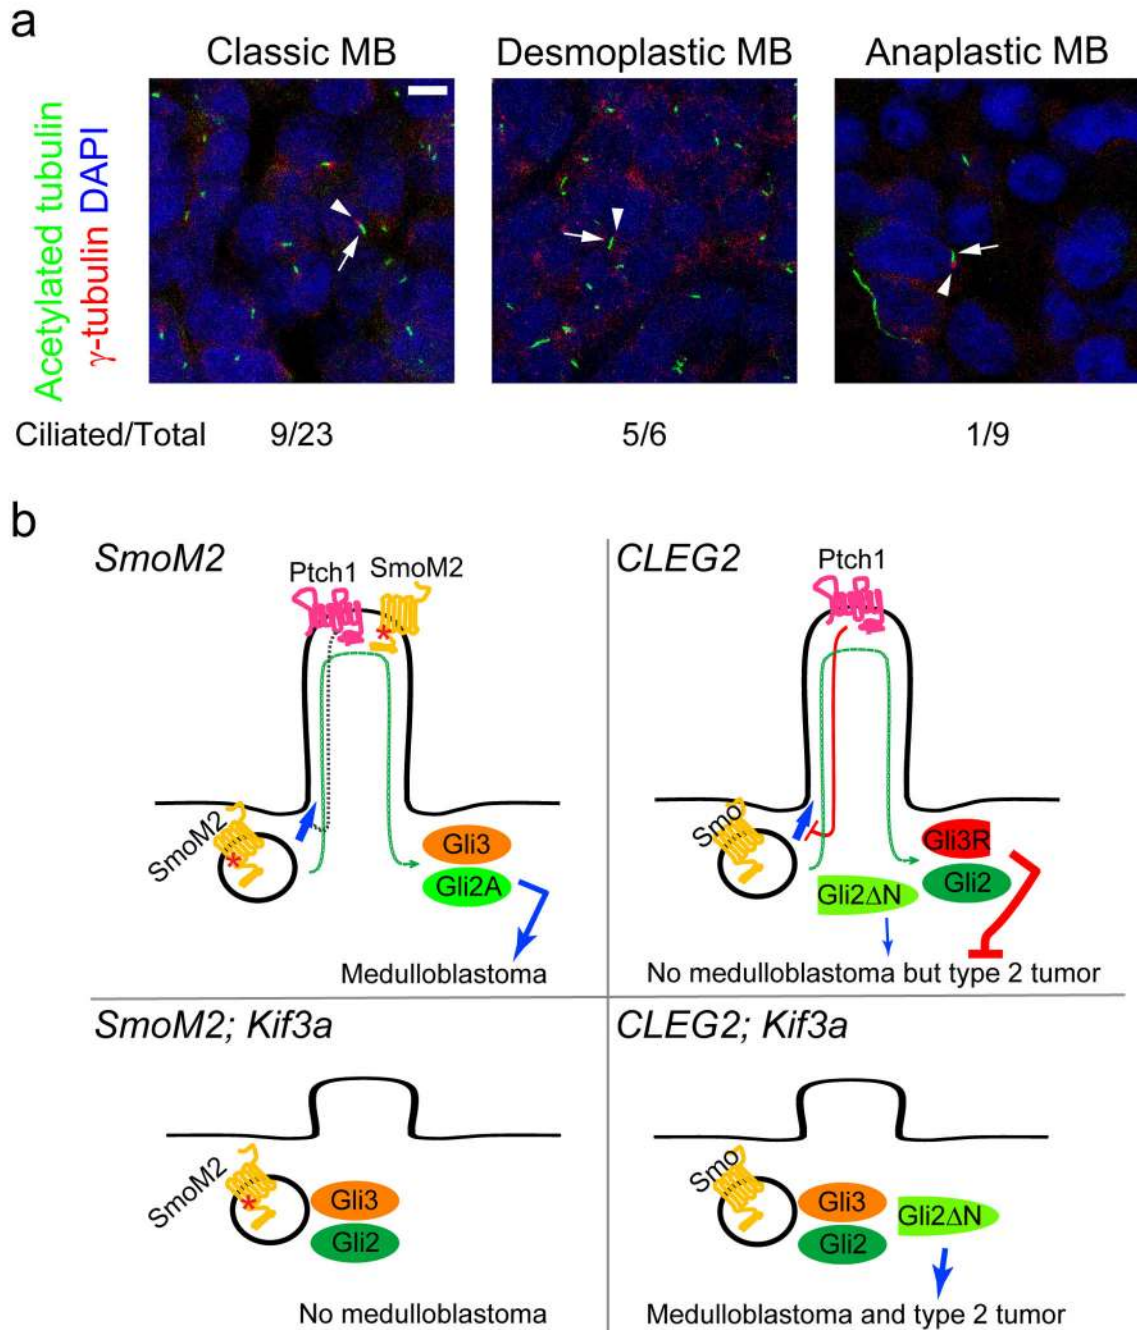 a
Classic MB
Desmoplastic MB
Anaplastic MB
Acetylated tubulin
γ-tubulin DAPI
Ciliated/Total 9/23 5/6 1/9
b
SmoM2
Ptch1
SmoM2
*
SmoM2
*
Gli3
Gli2A
Medulloblastoma
CLEG2
Ptch1
Smo
Gli3R
Gli2
Gli2ΔN
No medulloblastoma but type 2 tumor
SmoM2; Kif3a
SmoM2
*
Gli3
Gli2
No medulloblastoma
CLEG2; Kif3a
Smo
Gli3
Gli2
Gli2ΔN
Medulloblastoma and type 2 tumor